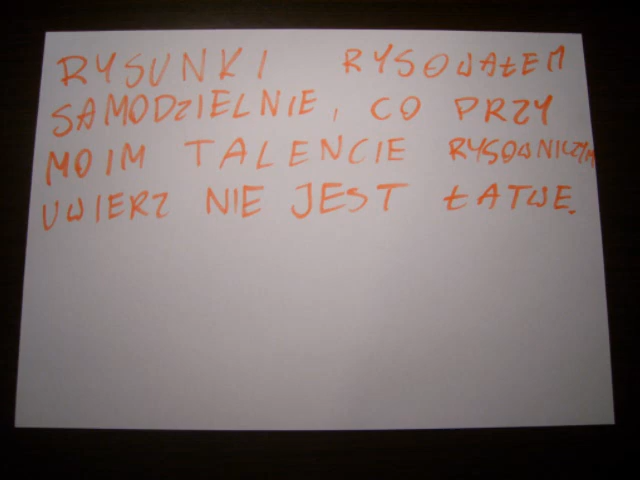 RYSUNKI RYSOWAŁEM
SAMODZIELNIE, CO PRZY
MOIM TALENCIE RYSOWNICZYM
UWIERZ NIE JEST ŁATWE.